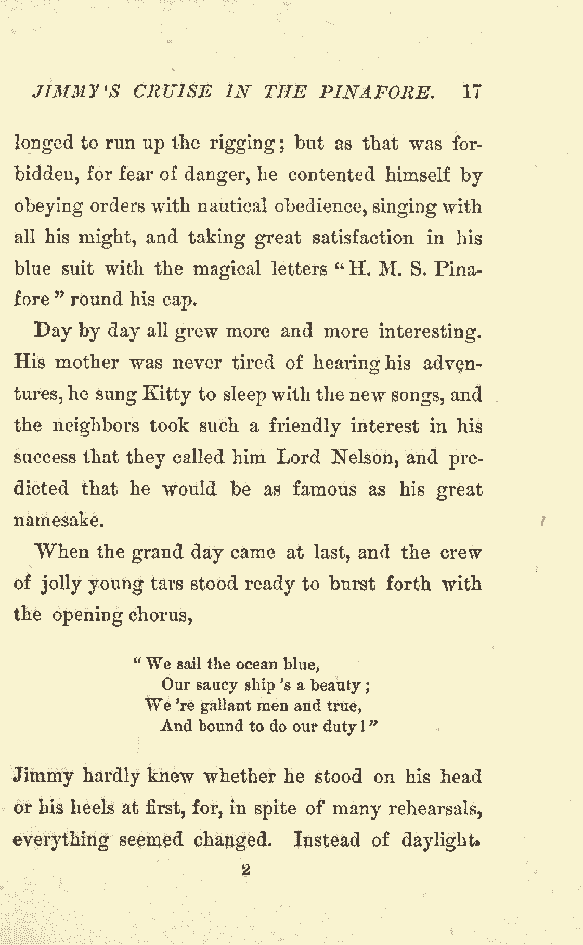 JIMMY'S CRUISE IN THE PINAFORE. 17
longed to run up the rigging; but as that was for-
bidden, for fear of danger, he contented himself by
obeying orders with nautical obedience, singing with
all his might, and taking great satisfaction in his
blue suit with the magical letters "H. M. S. Pina-
fore" round his cap.
Day by day all grew more and more interesting.
His mother was never tired of hearing his adven-
tures, he sung Kitty to sleep with the new songs, and
the neighbors took such a friendly interest in his
success that they called him Lord Nelson, and pre-
dicted that he would be as famous as his great
namesake.
When the grand day came at last, and the crew
of jolly young tars stood ready to burst forth with
the opening chorus,
"We sail the ocean blue,
Our saucy ship 's a beauty;
We 're gallant men and true,
And bound to do our duty!"
Jimmy hardly knew whether he stood on his head
or his heels at first, for, in spite of many rehearsals,
everything seemed changed. Instead of daylight,
2